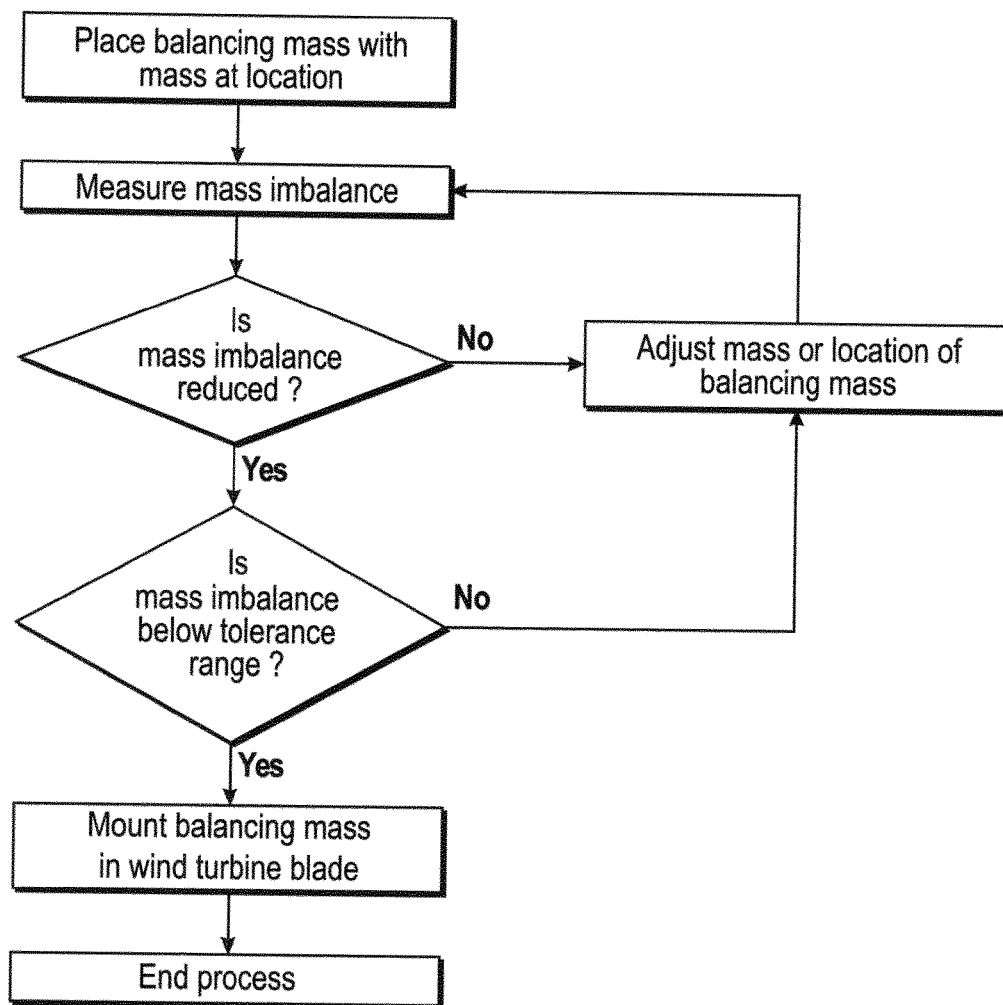 Place balancing mass with
mass at location
Measure mass imbalance
Is
mass imbalance
reduced ?
No
Adjust mass or location of
balancing mass
Yes
Is
mass imbalance
below tolerance
range ?
No
Yes
Mount balancing mass
in wind turbine blade
End process